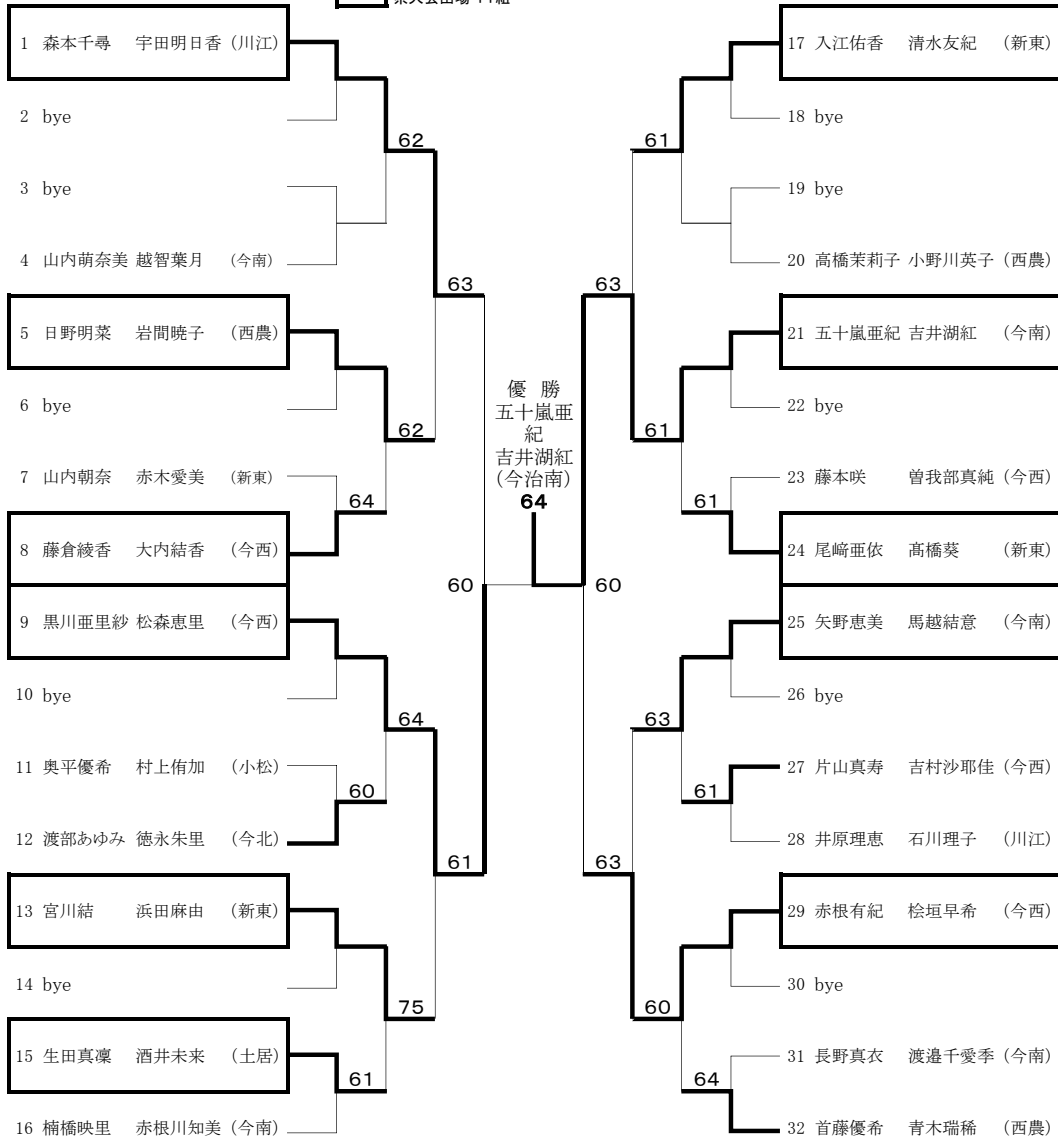 県大会出場 11組
1 森本千尋 宇田明日香 (川江)
2 bye
3 bye
4 山内萌奈美 越智葉月 (今南)
5 日野明菜 岩間暁子 (西農)
6 bye
7 山内朝奈 赤木愛美 (新東)
8 藤倉綾香 大内結香 (今西)
9 黒川亜里紗 松森恵里 (今西)
10 bye
11 奥平優希 村上侑加 (小松)
12 渡部あゆみ 徳永朱里 (今北)
13 宮川結 浜田麻由 (新東)
14 bye
15 生田真凜 酒井未来 (土居)
16 楠橋映里 赤根川知美 (今南)
62
62
64
64
60
75
61
63
61
60
優 勝
五十嵐亜
紀
吉井湖紅
(今治南)
64
60
63
63
61
61
61
63
61
60
64
17 入江佑香 清水友紀 (新東)
18 bye
19 bye
20 高橋茉莉子 小野川英子 (西農)
21 五十嵐亜紀 吉井湖紅 (今南)
22 bye
23 藤本咲 曽我部真純 (今西)
24 尾﨑亜依 髙橋葵 (新東)
25 矢野恵美 馬越結意 (今南)
26 bye
27 片山真寿 吉村沙耶佳 (今西)
28 井原理恵 石川理子 (川江)
29 赤根有紀 桧垣早希 (今西)
30 bye
31 長野真衣 渡邉千愛季 (今南)
32 首藤優希 青木瑞稀 (西農)